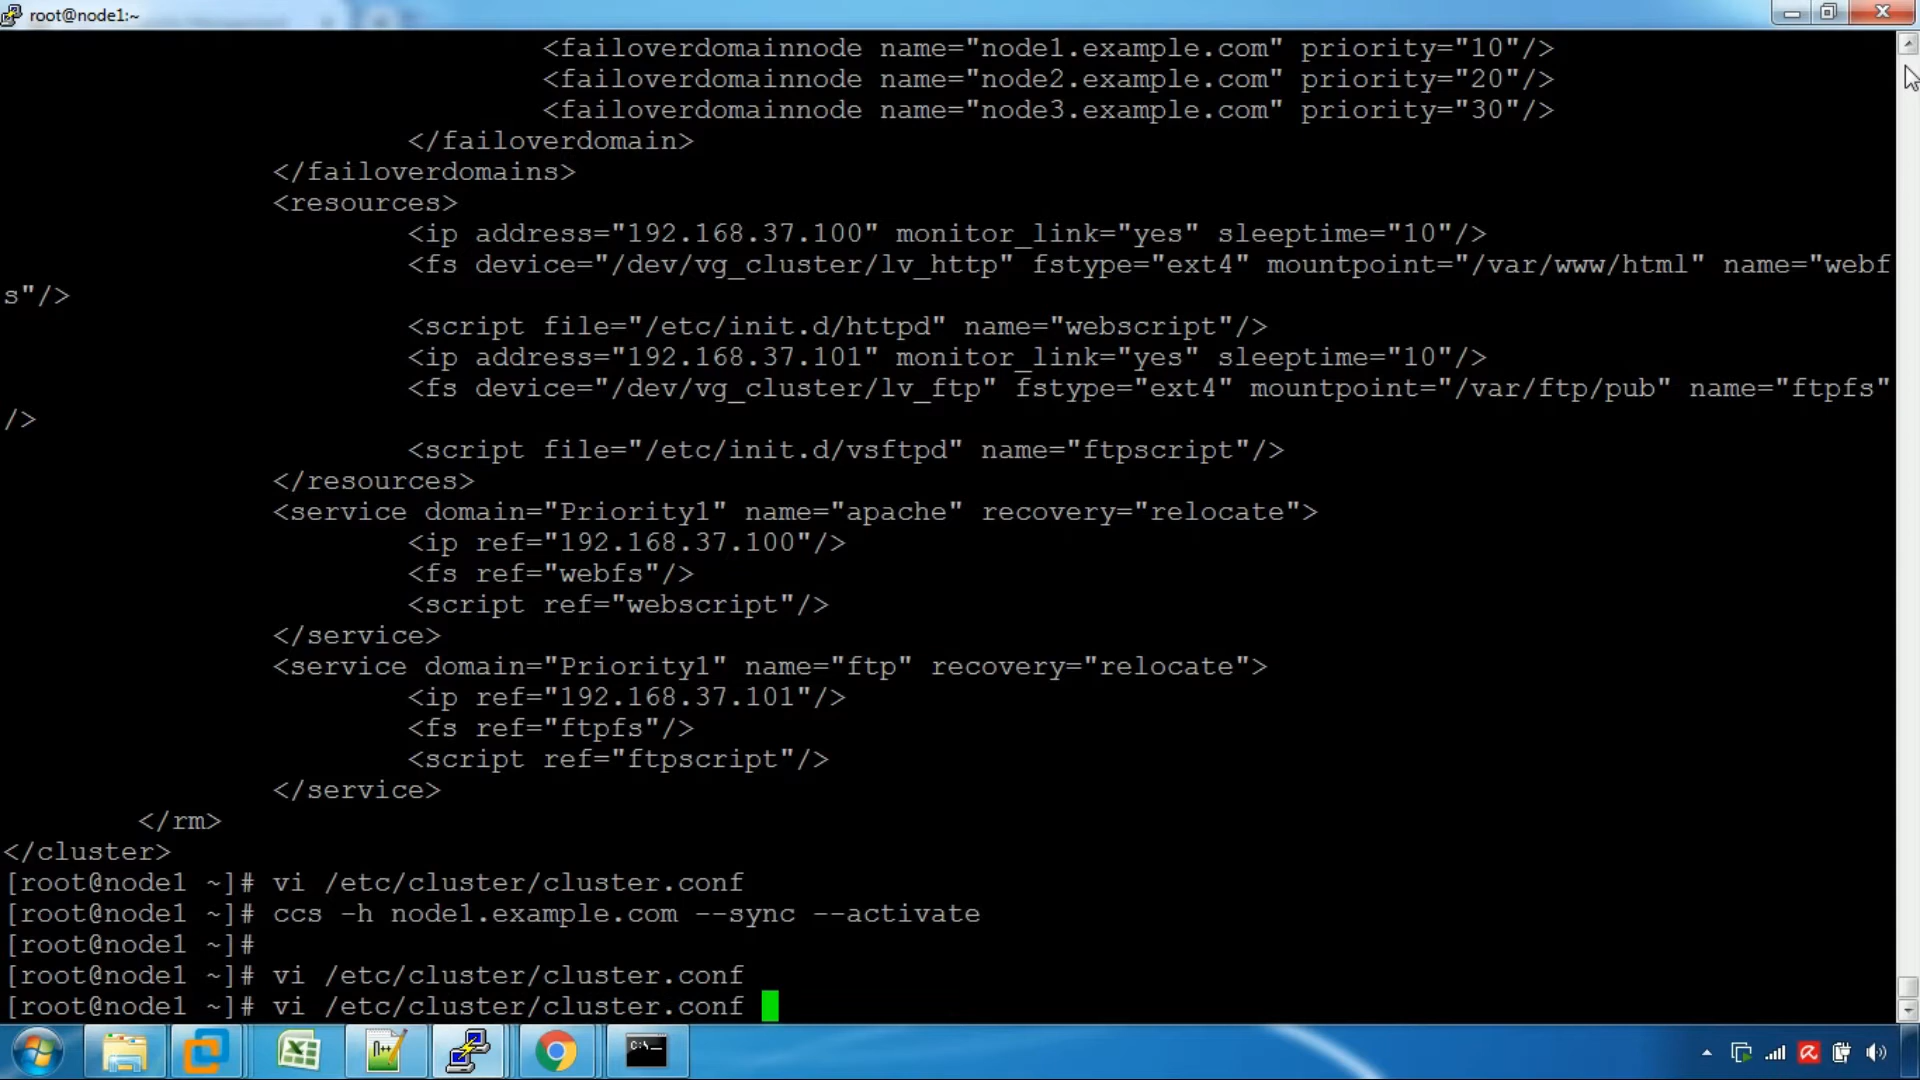 root@node1:~
<failoverdomainnode name="node1.example.com" priority="10"/>
<failoverdomainnode name="node2.example.com" priority="20"/>
<failoverdomainnode name="node3.example.com" priority="30"/>
</failoverdomain>
</failoverdomains>
<resources>
<ip address="192.168.37.100" monitor_link="yes" sleeptime="10"/>
<fs device="/dev/vg_cluster/lv_http" fstype="ext4" mountpoint="/var/www/html" name="webf
s"/>
<script file="/etc/init.d/httpd" name="webscript"/>
<ip address="192.168.37.101" monitor_link="yes" sleeptime="10"/>
<fs device="/dev/vg_cluster/lv_ftp" fstype="ext4" mountpoint="/var/ftp/pub" name="ftpfs"
/>
<script file="/etc/init.d/vsftpd" name="ftpscript"/>
</resources>
<service domain="Priority1" name="apache" recovery="relocate">
<ip ref="192.168.37.100"/>
<fs ref="webfs"/>
<script ref="webscript"/>
</service>
<service domain="Priority1" name="ftp" recovery="relocate">
<ip ref="192.168.37.101"/>
<fs ref="ftpfs"/>
<script ref="ftpscript"/>
</service>
</rm>
</cluster>
[root@node1 ~]# vi /etc/cluster/cluster.conf
[root@node1 ~]# ccs -h node1.example.com --sync --activate
[root@node1 ~]#
[root@node1 ~]# vi /etc/cluster/cluster.conf
[root@node1 ~]# vi /etc/cluster/cluster.conf